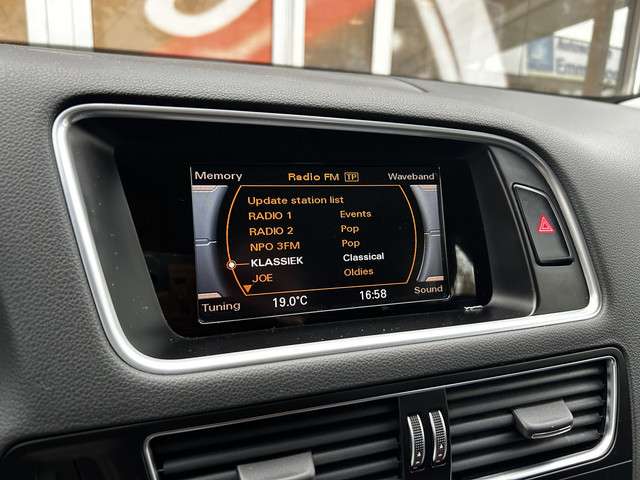 Memory Radio FM TP Waveband
Update station list
RADIO 1 Events
RADIO 2 Pop
NPO 3FM Pop
KLASSIEK Classical
JOE Oldies
Tuning 19.0°C 16:58 Sound